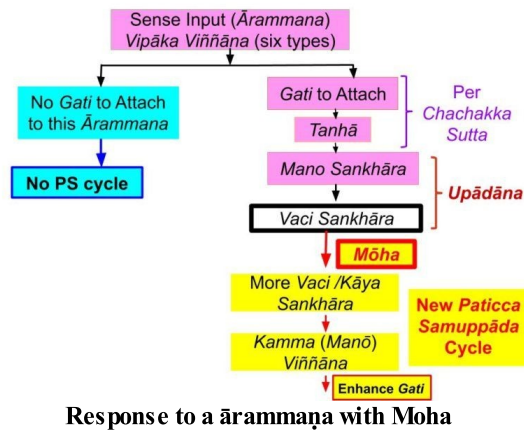 Sense Input (Ārammana)
Vipāka Viññāna (six types)
No Gati to Attach
to this Ārammana
Gati to Attach
Per
Chachakka
Sutta
Tanhā
No PS cycle
Mano Sankhāra
Upādāna
Vaci Sankhāra
Mōha
More Vaci /Kāya
Sankhāra
New Paticca
Samuppāda
Cycle
Kamma (Manō)
Viññāna
Enhance Gati
Response to a ārammaṇa with Moha